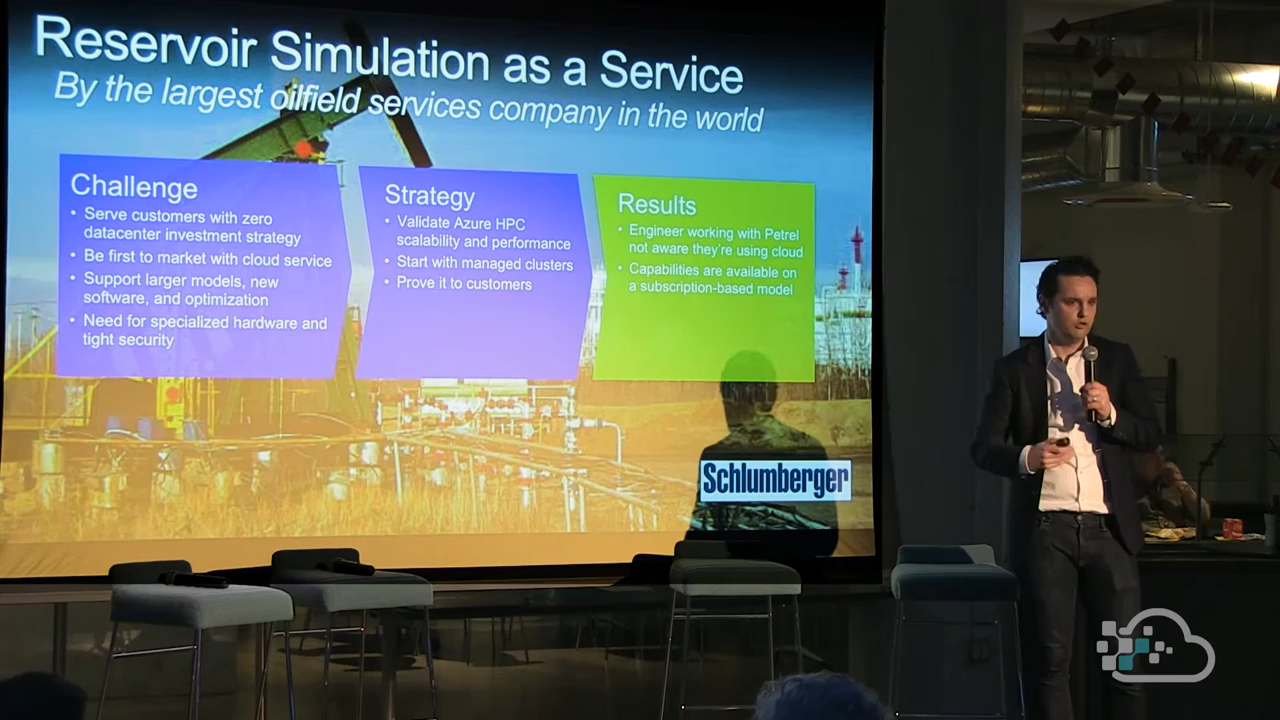 Reservoir Simulation as a Service
By the largest oilfield services company in the world
Challenge
• Serve customers with zero
datacenter investment strategy
• Be first to market with cloud service
• Support larger models, new
software, and optimization
• Need for specialized hardware and
tight security
Strategy
• Validate Azure HPC
scalability and performance
• Start with managed clusters
• Prove it to customers
Results
• Engineer working with Petrel
not aware they're using cloud
• Capabilities are available on
a subscription-based model
Schlumberger